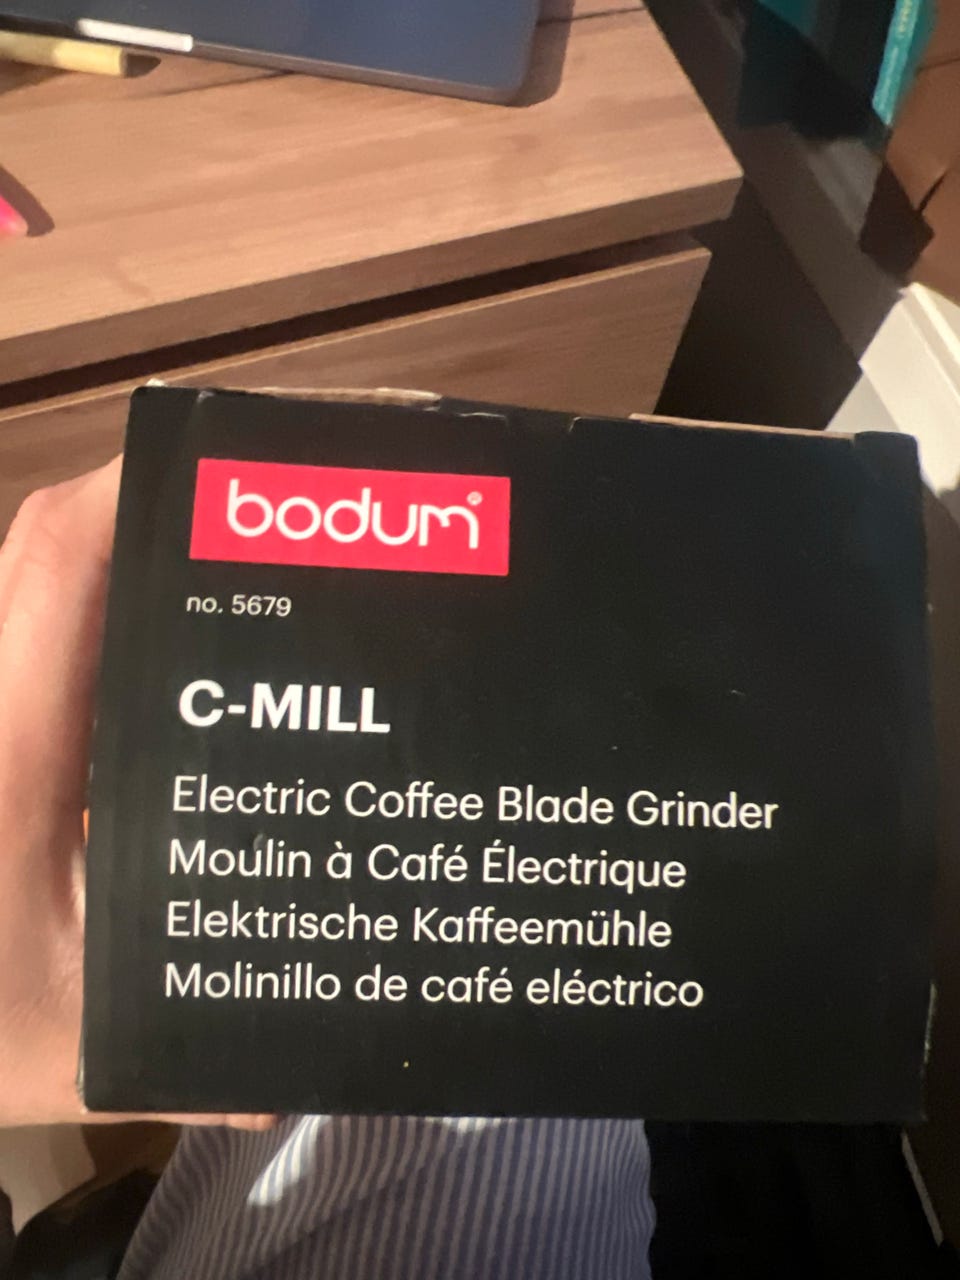 bodum®
no. 5679
C-MILL
Electric Coffee Blade Grinder
Moulin à Café Électrique
Elektrische Kaffeemühle
Molinillo de café eléctrico